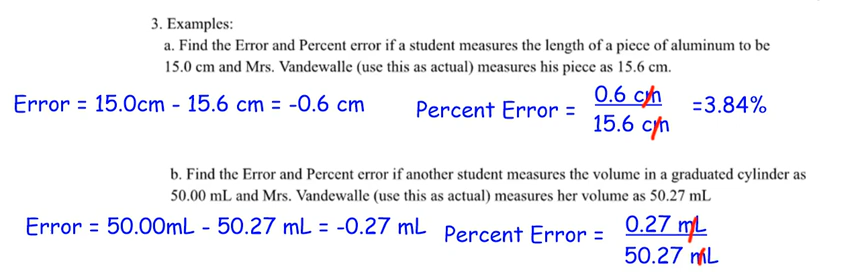 3. Examples:
a. Find the Error and Percent error if a student measures the length of a piece of aluminum to be
15.0 cm and Mrs. Vandewalle (use this as actual) measures his piece as 15.6 cm.
Error = 15.0cm - 15.6 cm = -0.6 cm
Percent Error = 0.6 cm / 15.6 cm =3.84%
b. Find the Error and Percent error if another student measures the volume in a graduated cylinder as
50.00 mL and Mrs. Vandewalle (use this as actual) measures her volume as 50.27 mL
Error = 50.00mL - 50.27 mL = -0.27 mL
Percent Error = 0.27 mL / 50.27 mL